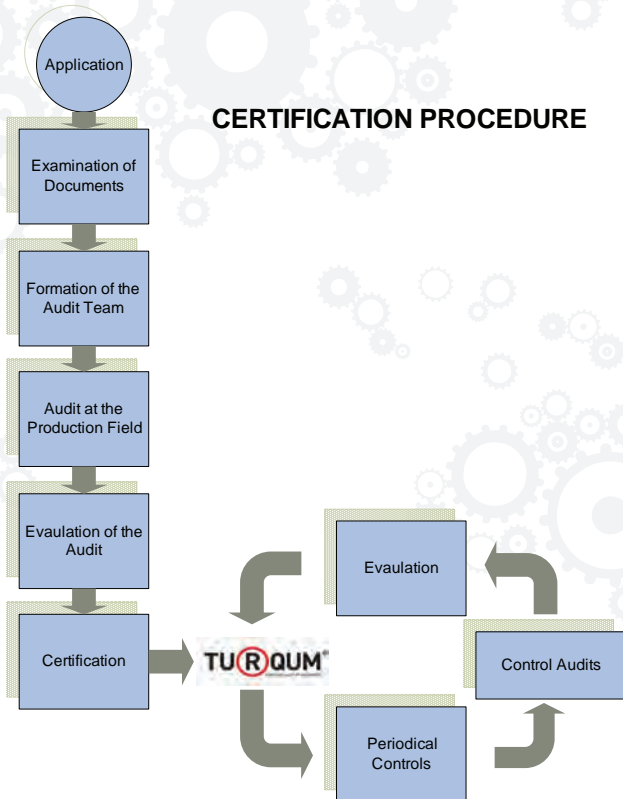 Application
CERTIFICATION PROCEDURE
Examination of
Documents
Formation of the
Audit Team
Audit at the
Production Field
Evaulation of the
Audit
Certification
TURQUM®
Evaulation
Control Audits
Periodical
Controls